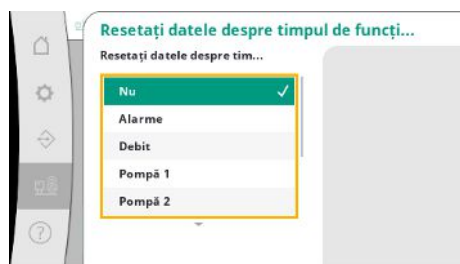 Resetați datele despre timpul de funcți...
Resetați datele despre tim...
Nu
Alarme
Debit
Pompă 1
Pompă 2